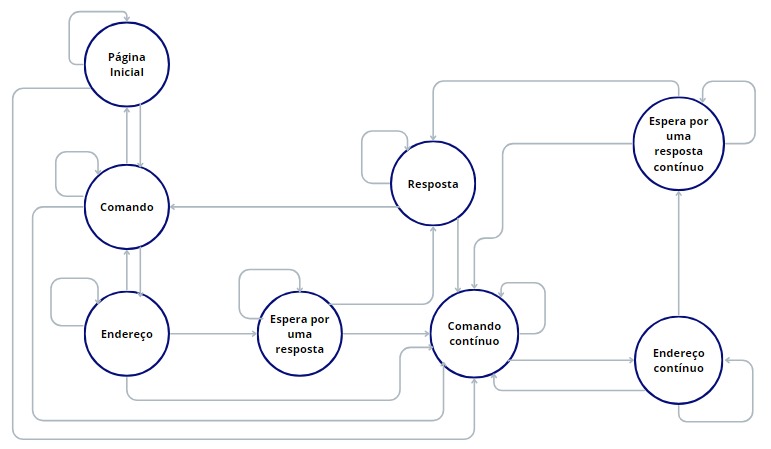 Página
Inicial
Comando
Endereço
Espera por
uma
resposta
Resposta
Comando
contínuo
Espera por
uma
resposta
contínuo
Endereço
contínuo